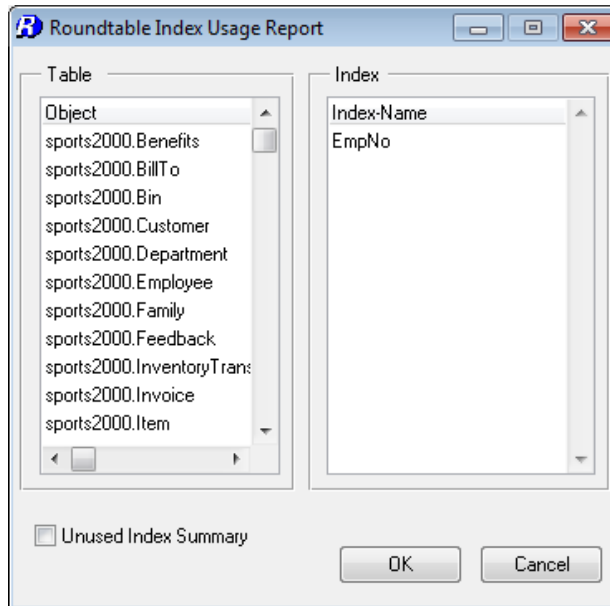 Roundtable Index Usage Report
Table
Object
sports2000.Benefits
sports2000.BillTo
sports2000.Bin
sports2000.Customer
sports2000.Department
sports2000.Employee
sports2000.Family
sports2000.Feedback
sports2000.InventoryTrans
sports2000.Invoice
sports2000.Item
Index
Index-Name
EmpNo
Unused Index Summary
OK
Cancel